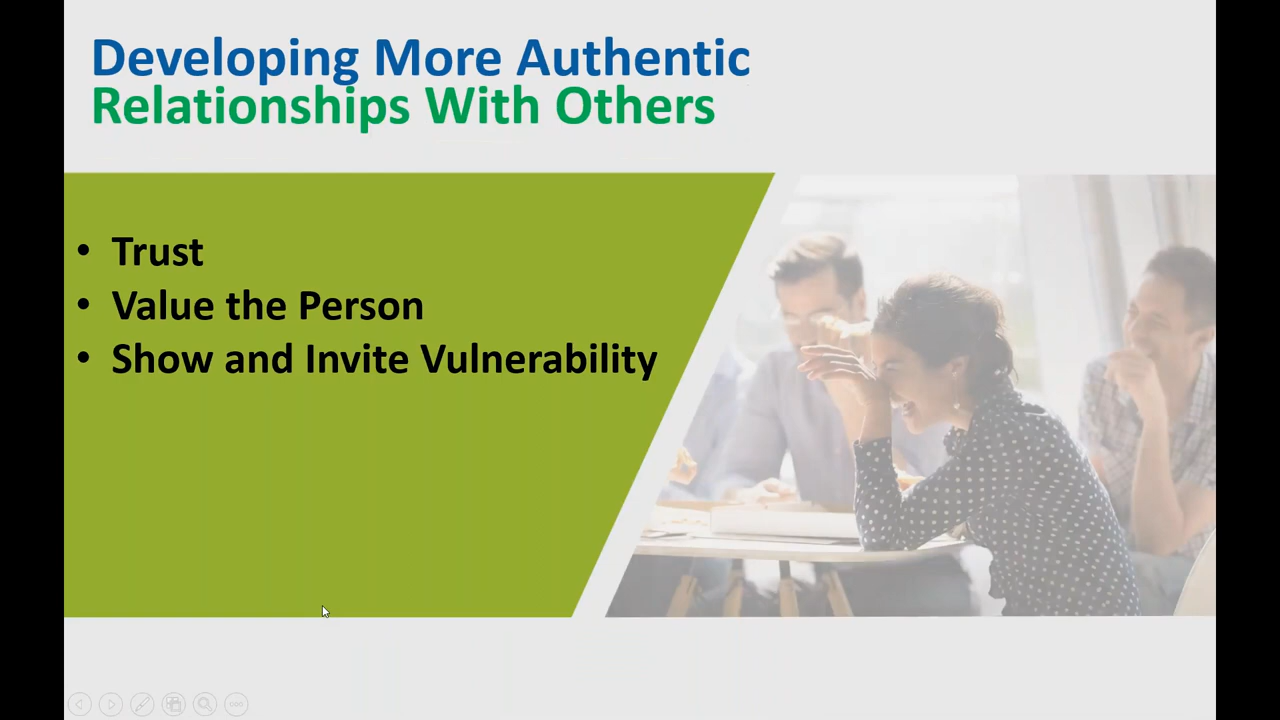 Developing More Authentic
Relationships With Others
• Trust
• Value the Person
• Show and Invite Vulnerability